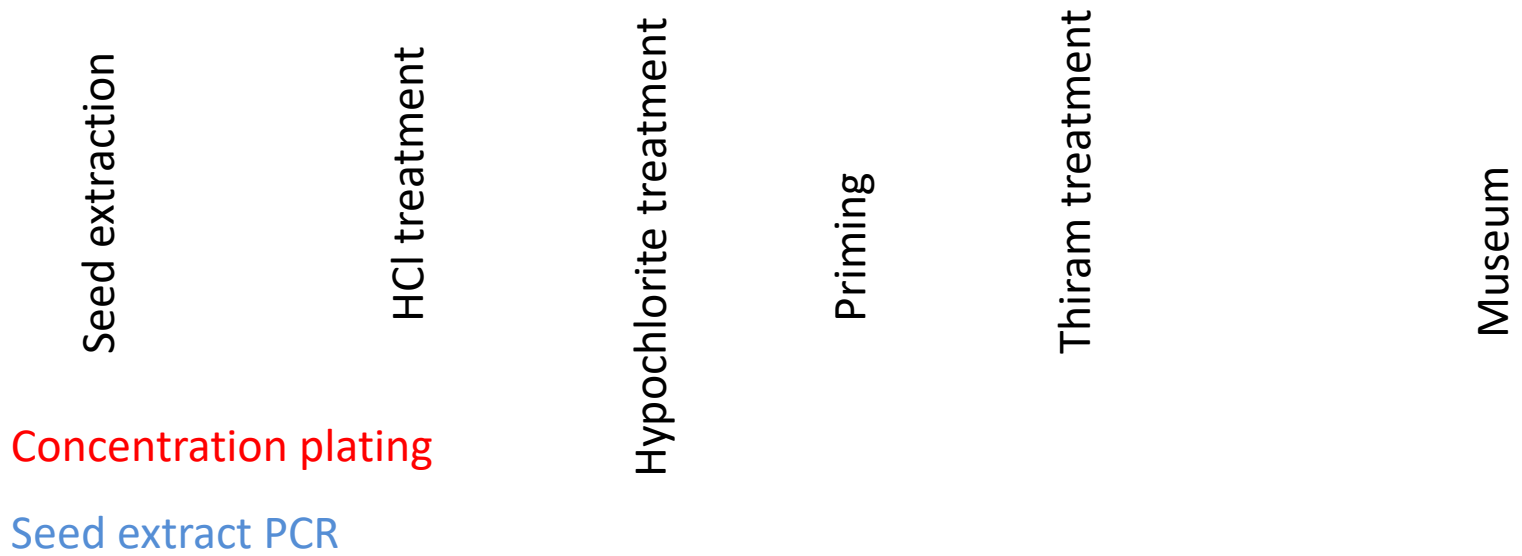 Seed extraction
HCl treatment
Hypochlorite treatment
Priming
Thiram treatment
Museum
Concentration plating
Seed extract PCR